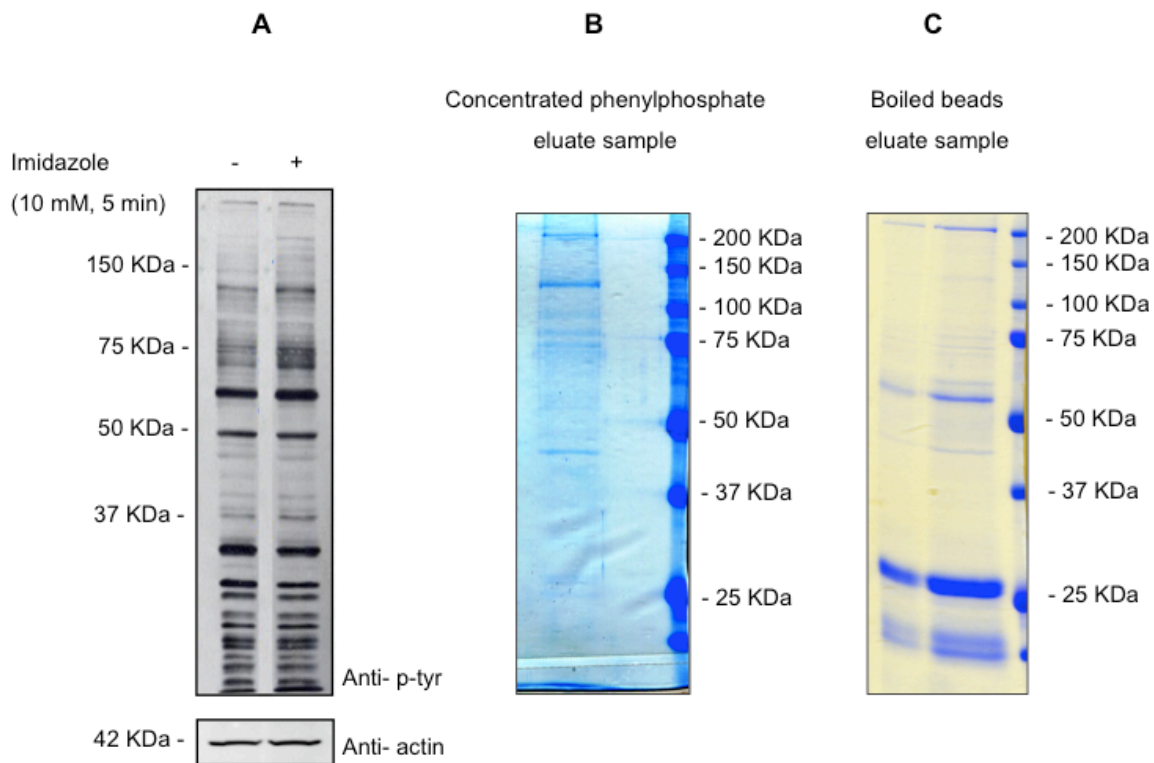 A
B
C
Concentrated phenylphosphate
eluate sample
Boiled beads
eluate sample
Imidazole - +
(10 mM, 5 min)
150 KDa -
75 KDa -
50 KDa -
37 KDa -
Anti- p-tyr
42 KDa -
Anti- actin
- 200 KDa
- 150 KDa
- 100 KDa
- 75 KDa
- 50 KDa
- 37 KDa
- 25 KDa
- 200 KDa
- 150 KDa
- 100 KDa
- 75 KDa
- 50 KDa
- 37 KDa
- 25 KDa